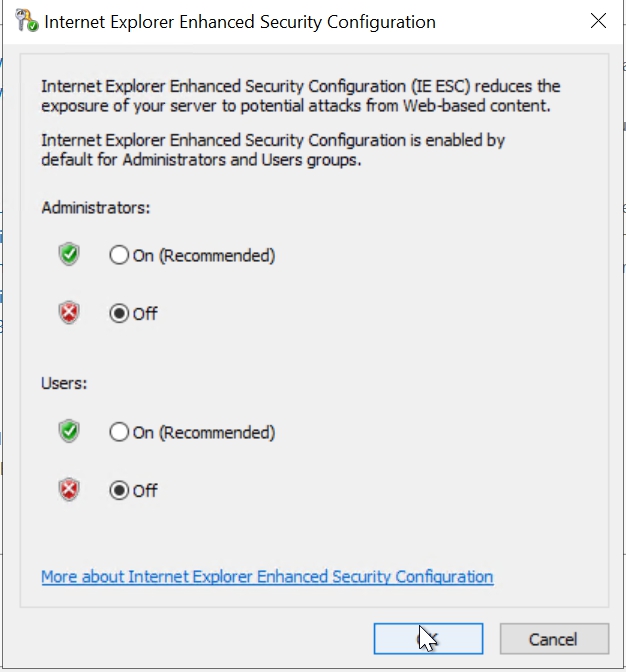 Internet Explorer Enhanced Security Configuration
Internet Explorer Enhanced Security Configuration (IE ESC) reduces the
exposure of your server to potential attacks from Web-based content.
Internet Explorer Enhanced Security Configuration is enabled by
default for Administrators and Users groups.
Administrators:
On (Recommended)
Off
Users:
On (Recommended)
Off
More about Internet Explorer Enhanced Security Configuration
Cancel